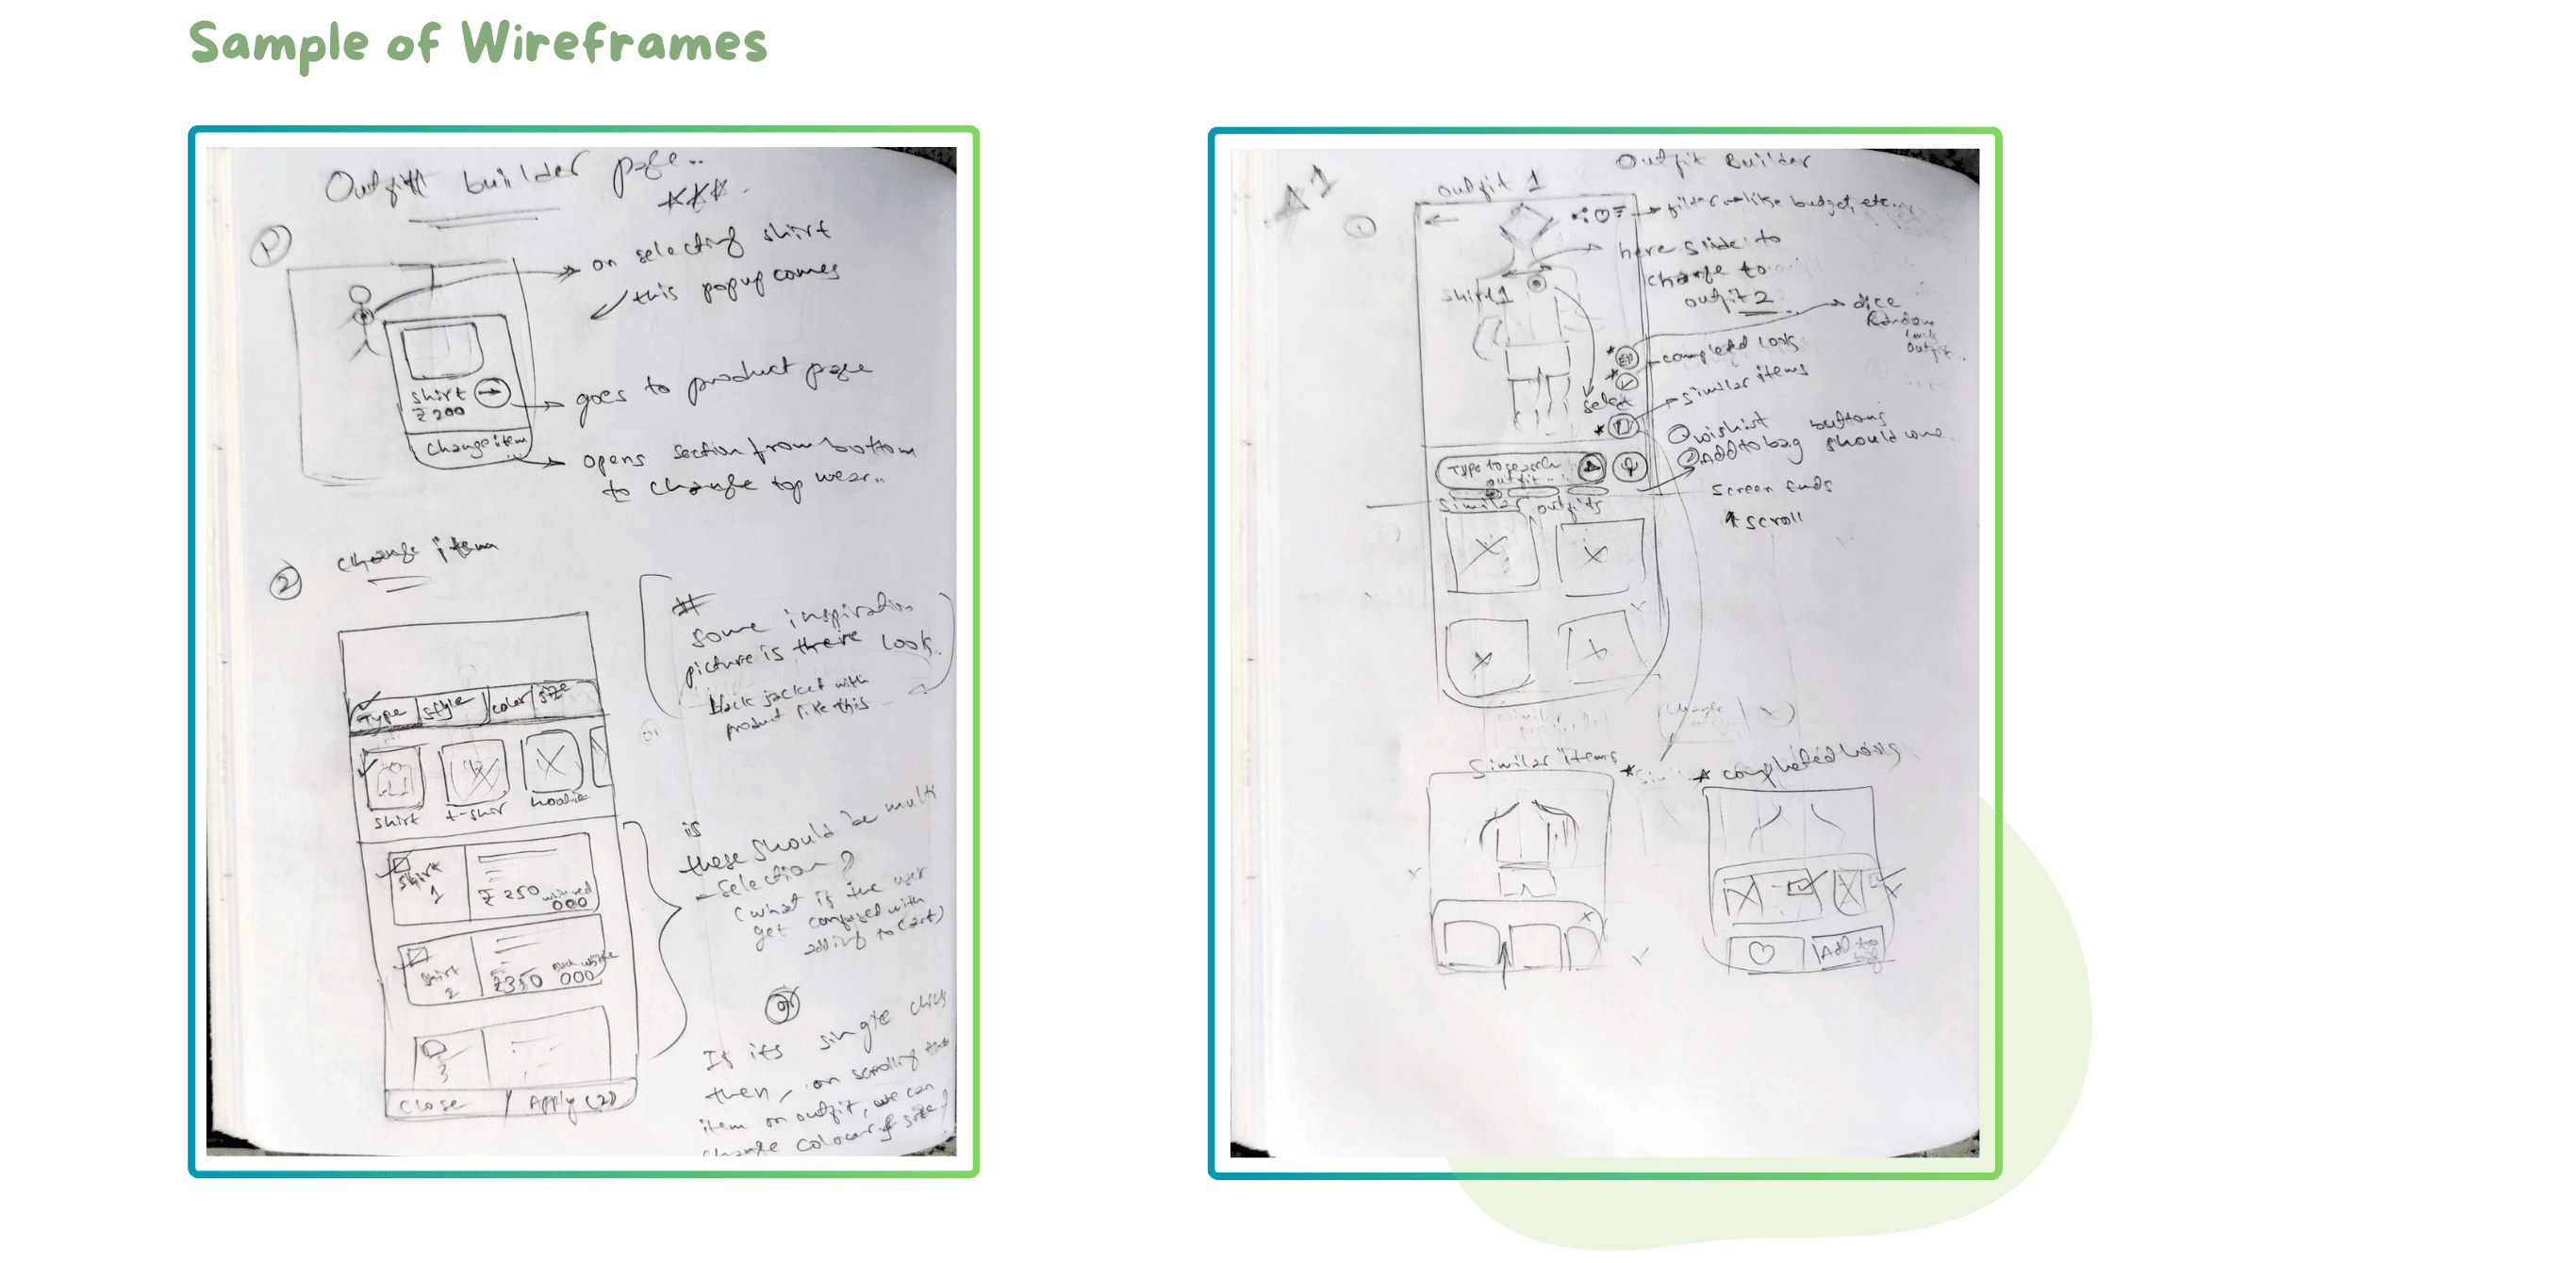 Sample of Wireframes
Outfit builder page..
1
on selecting shirt
this popup comes
shirt
₹ 200
goes to product page
change item
opens section from bottom
to change top wear..
2
change item
Type style color size
shirt t-shir hoodie
shirt
1
₹ 250
shirt
2
₹350
3
close Apply (2)
#
some inspiration
picture is there look.
black jacket with
product like this
is
these should be multi
selection ?
(what if the user
get confused with
adding to cart)
or
If its single click
then, on scrolling the
item on outfit, we can
change colour & size?
A1
Outfit Builder
1
outfit 1
filter → like budget, etc...
here slide to
change to
outfit 2
shirt 1
dice
Random
outfit
completed look
similar items
select
wishlist buttons
2 Add to bag should come
Type to search
outfit..
screen ends
scroll
similar outfits
similar items
completed look
Add to
bag